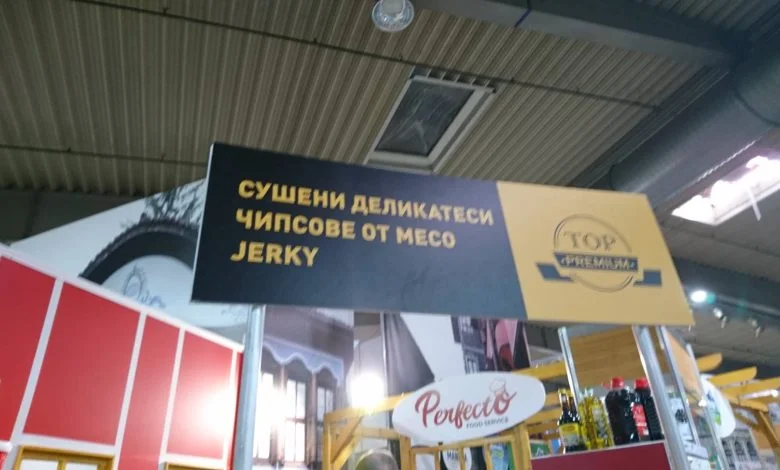 СУШЕНИ ДЕЛИКАТЕСИ
ЧИПСОВЕ ОТ МЕСО
JERKY
TOP
PREMIUM
Perfecto
FOOD SERVICE